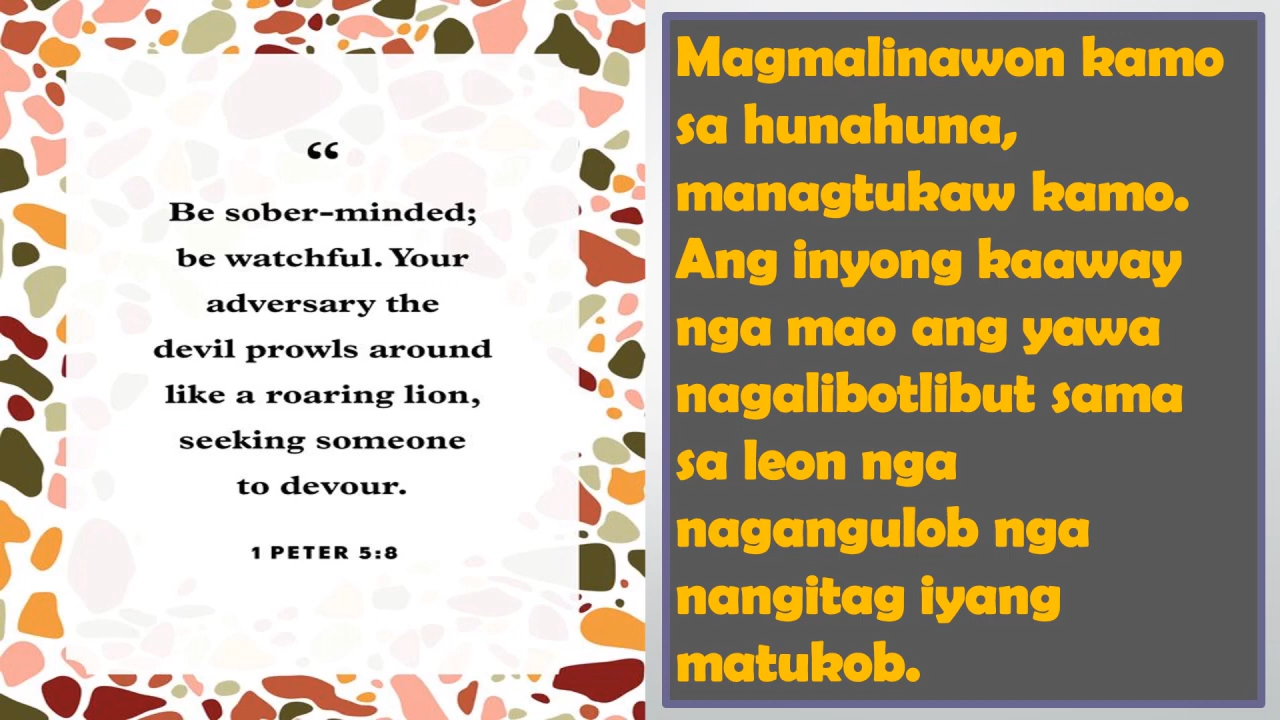 “
Be sober-minded;
be watchful. Your
adversary the
devil prowls around
like a roaring lion,
seeking someone
to devour.
1 PETER 5:8
Magmalinawon kamo
sa hunahuna,
managtukaw kamo.
Ang inyong kaaway
nga mao ang yawa
nagalibotlibut sama
sa leon nga
nagangulob nga
nangitag iyang
matukob.